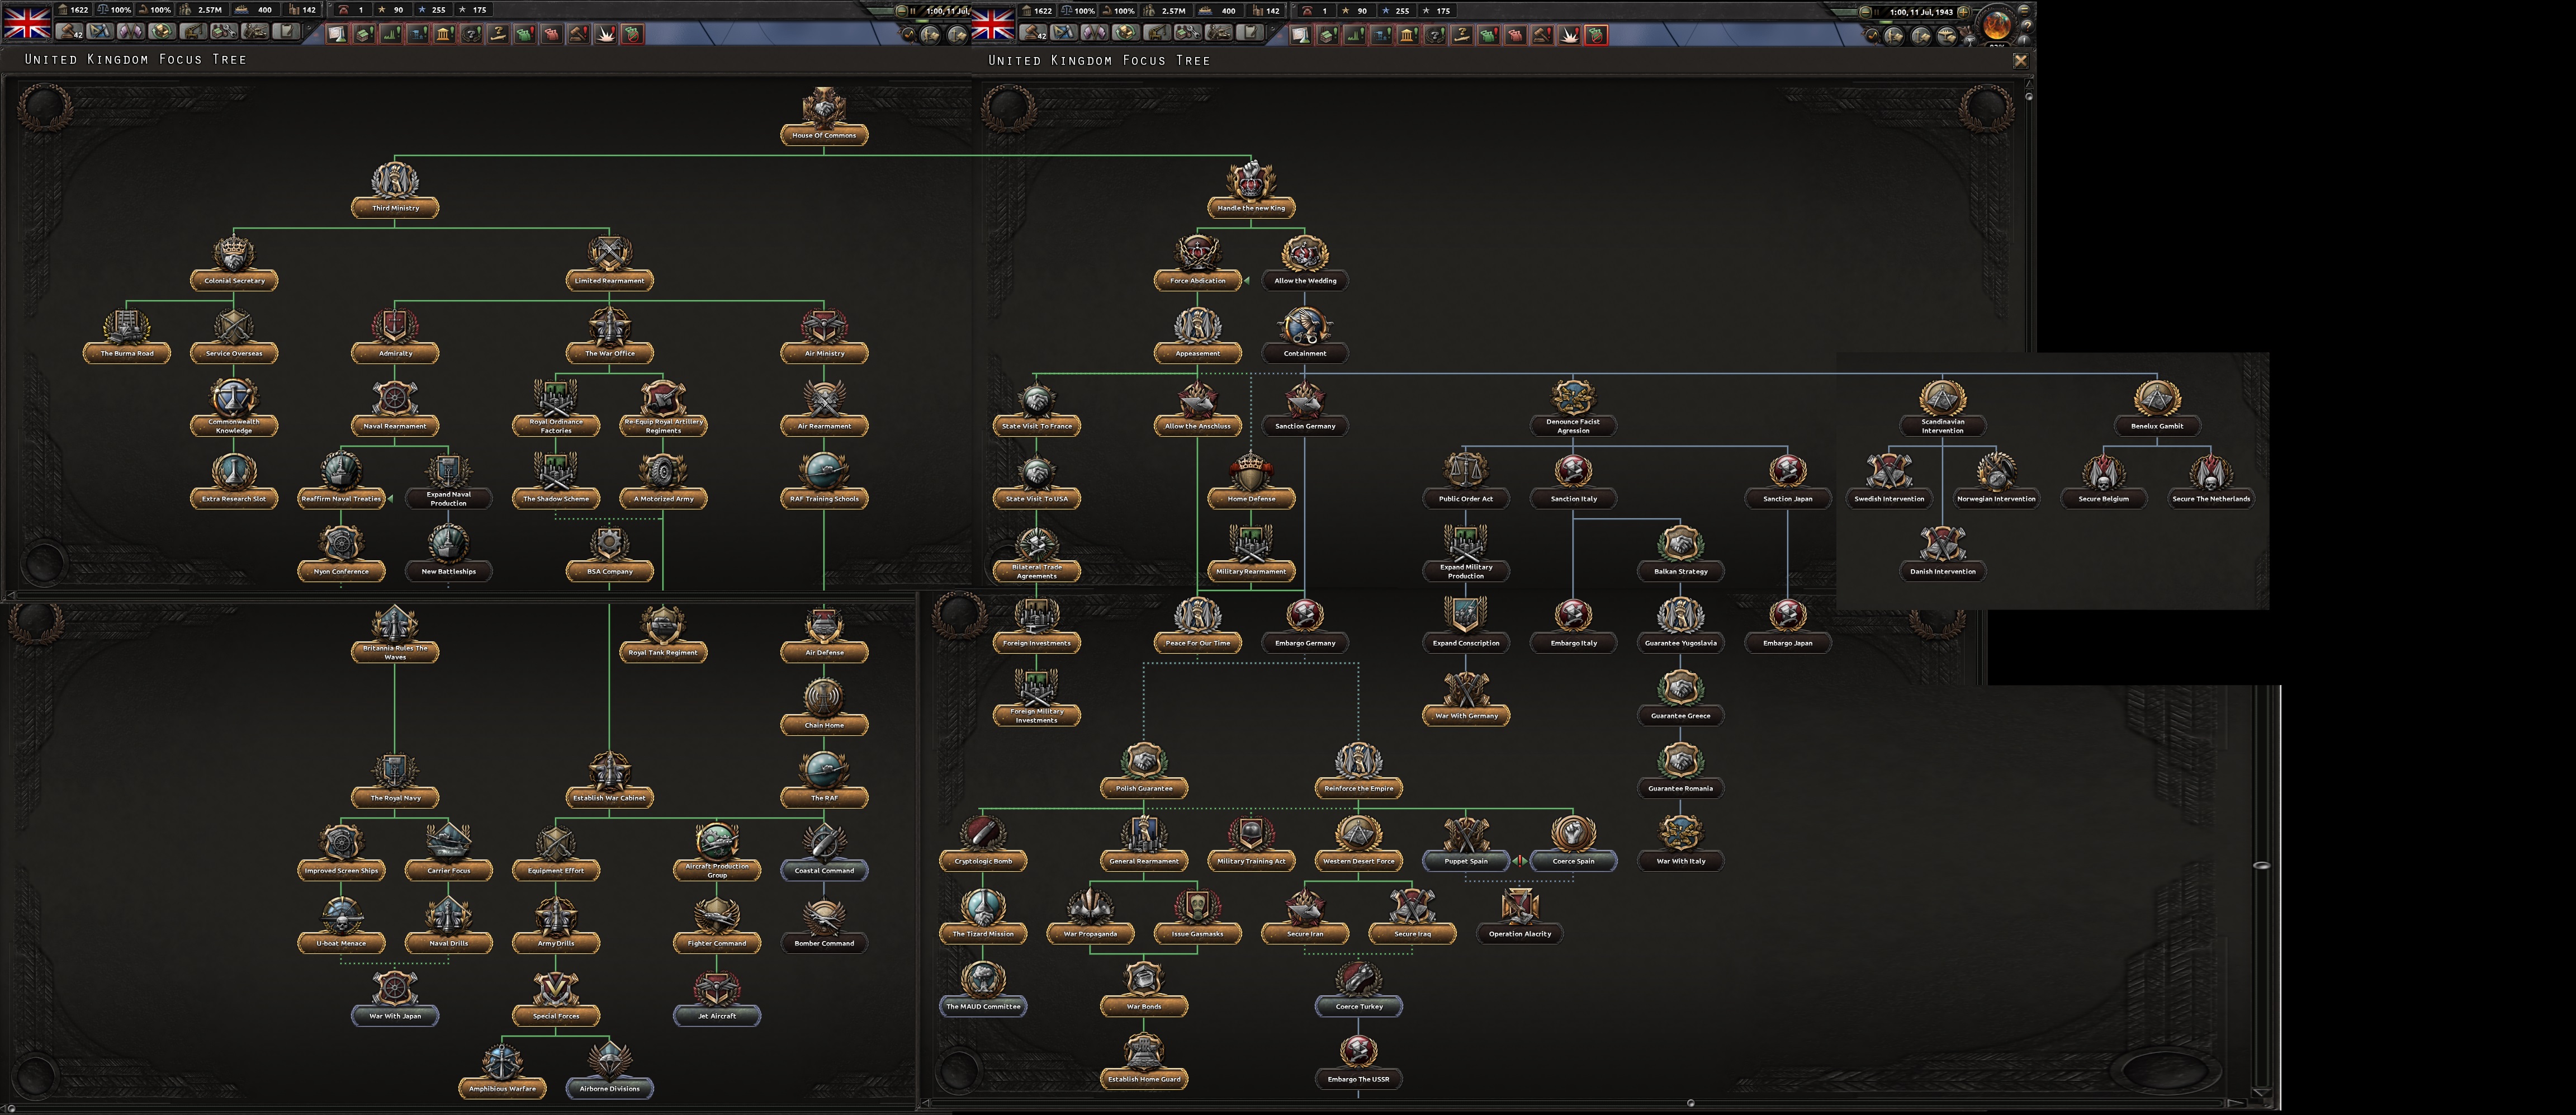 1622 100% 100% 2.57M 400 142 1 90 255 175
1:00, 11 Jul,
1622 100% 100% 2.57M 400 142 1 90 255 175
1:00, 11 Jul, 1943
42
42
United Kingdom Focus Tree
United Kingdom Focus Tree
House Of Commons
Third Ministry
Handle the new King
Colonial Secretary
Limited Rearmament
Force Abdication
Allow the Wedding
The Burma Road
Service Overseas
Admiralty
The War Office
Air Ministry
Appeasement
Containment
Commonwealth
Knowledge
Naval Rearmament
Royal Ordinance
Factories
Re-Equip Royal Artillery
Regiments
Air Rearmament
State Visit To France
Allow the Anschluss
Sanction Germany
Denounce Facist
Agression
Scandinavian
Intervention
Benelux Gambit
Extra Research Slot
Reaffirm Naval Treaties
Expand Naval
Production
The Shadow Scheme
A Motorized Army
RAF Training Schools
State Visit To USA
Home Defense
Public Order Act
Sanction Italy
Sanction Japan
Swedish Intervention
Norwegian Intervention
Secure Belgium
Secure The Netherlands
Nyon Conference
New Battleships
BSA Company
Bilateral Trade
Agreements
Military Rearmament
Expand Military
Production
Balkan Strategy
Danish Intervention
Britannia Rules The
Waves
Royal Tank Regiment
Air Defense
Foreign Investments
Peace For Our Time
Embargo Germany
Expand Conscription
Embargo Italy
Guarantee Yugoslavia
Embargo Japan
Chain Home
Foreign Military
Investments
War With Germany
Guarantee Greece
The Royal Navy
Establish War Cabinet
The RAF
Polish Guarantee
Reinforce the Empire
Guarantee Romania
Improved Screen Ships
Carrier Focus
Equipment Effort
Aircraft Production
Group
Coastal Command
Cryptologic Bomb
General Rearmament
Military Training Act
Western Desert Force
Puppet Spain
Coerce Spain
War With Italy
U-boat Menace
Naval Drills
Army Drills
Fighter Command
Bomber Command
The Tizard Mission
War Propaganda
Issue Gasmasks
Secure Iran
Secure Iraq
Operation Alacrity
War With Japan
Special Forces
Jet Aircraft
The MAUD Committee
War Bonds
Coerce Turkey
Amphibious Warfare
Airborne Divisions
Establish Home Guard
Embargo The USSR